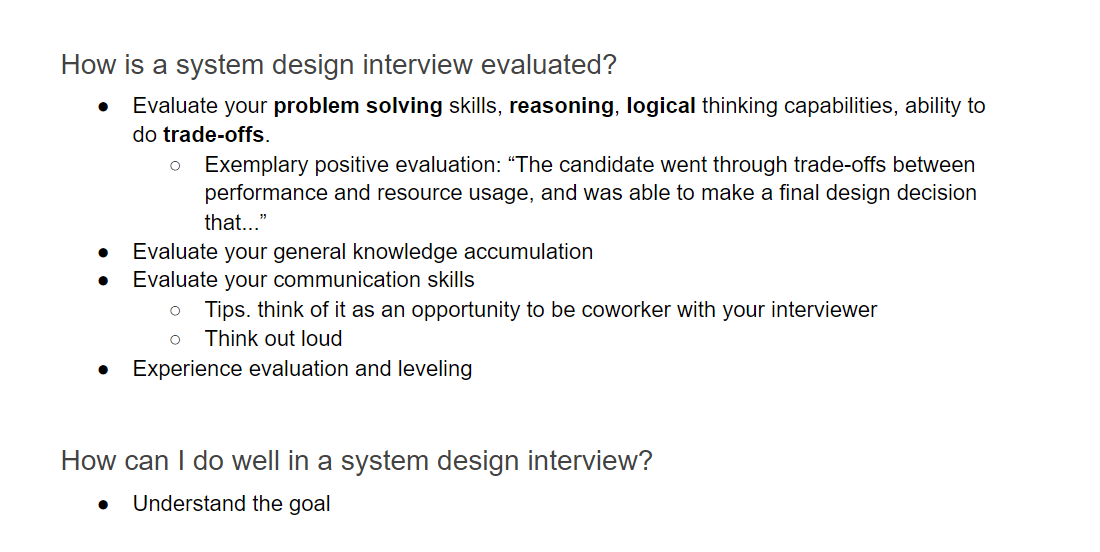 How is a system design interview evaluated?
● Evaluate your problem solving skills, reasoning, logical thinking capabilities, ability to
do trade-offs.
○ Exemplary positive evaluation: “The candidate went through trade-offs between
performance and resource usage, and was able to make a final design decision
that...”
● Evaluate your general knowledge accumulation
● Evaluate your communication skills
○ Tips. think of it as an opportunity to be coworker with your interviewer
○ Think out loud
● Experience evaluation and leveling
How can I do well in a system design interview?
● Understand the goal